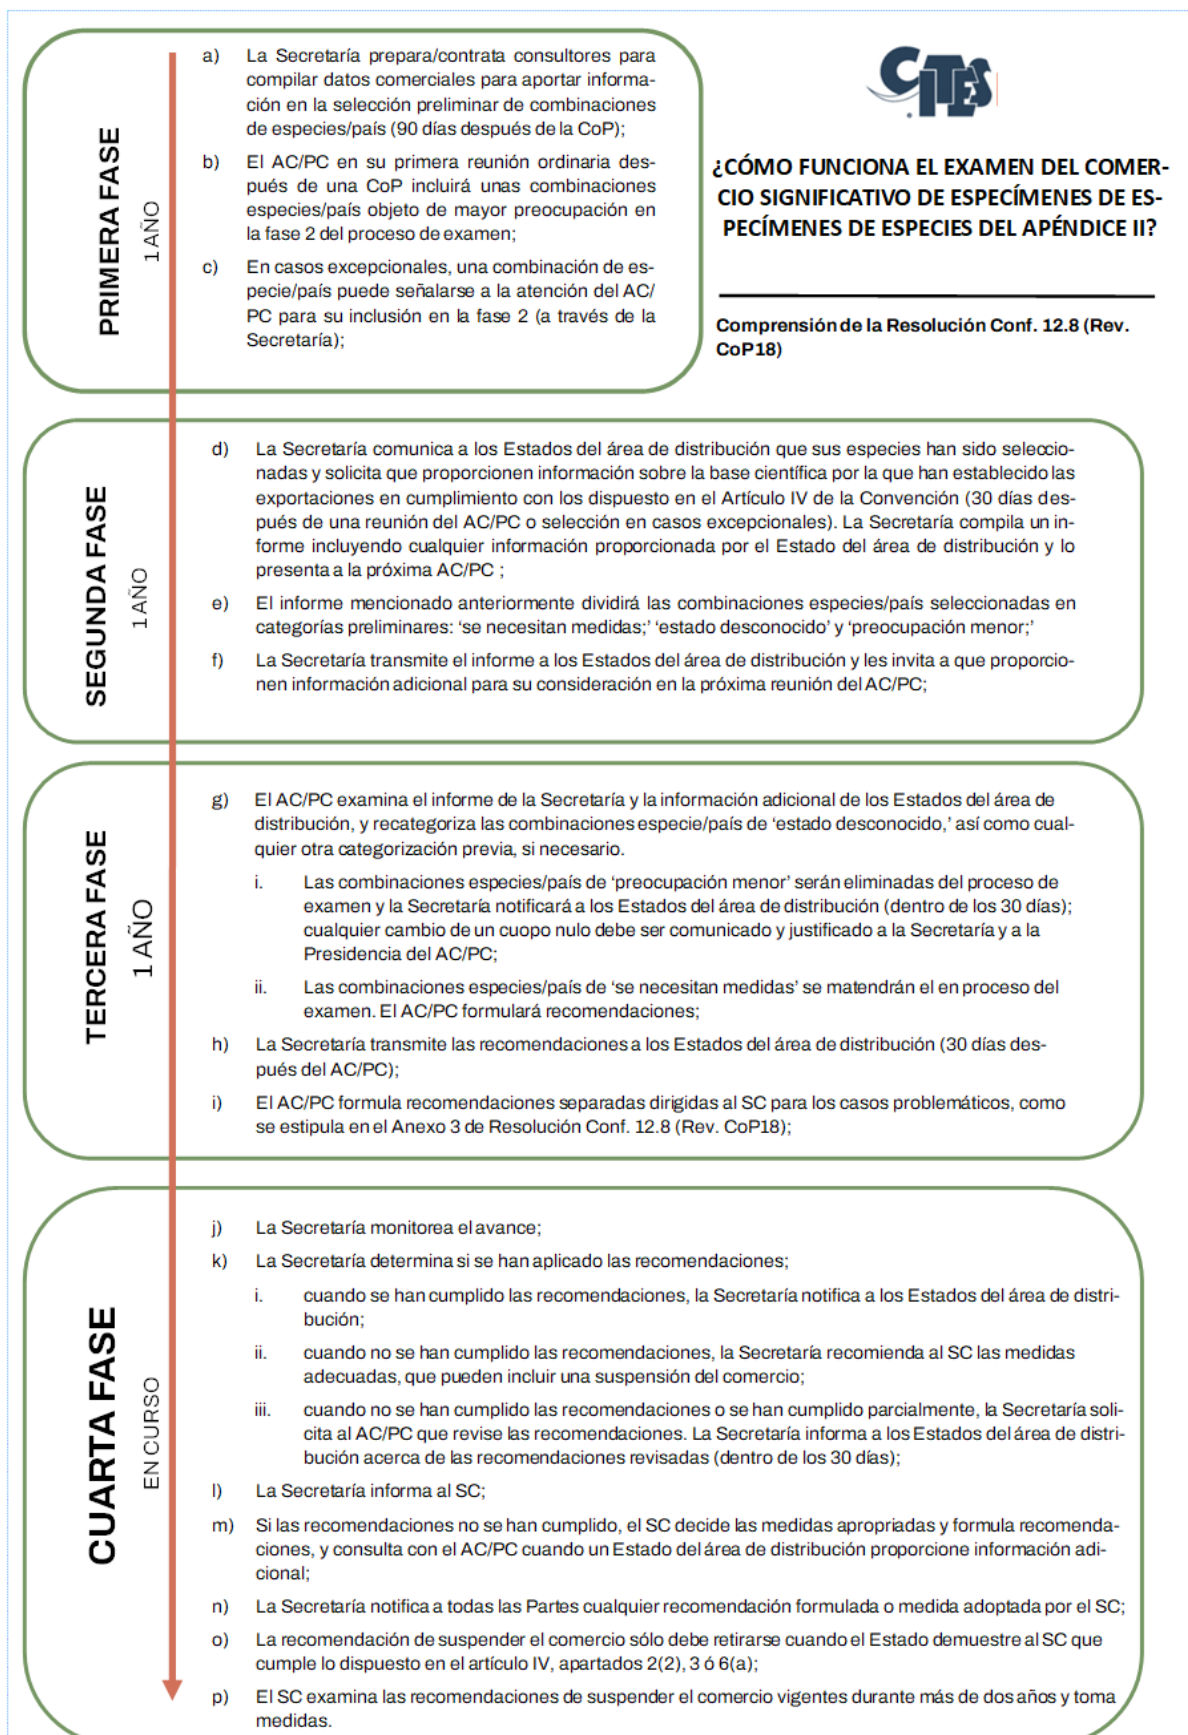 CITES
¿CÓMO FUNCIONA EL EXAMEN DEL COMER-
CIO SIGNIFICATIVO DE ESPECÍMENES DE ES-
PECÍMENES DE ESPECIES DEL APÉNDICE II?
Comprensión de la Resolución Conf. 12.8 (Rev.
CoP18)
PRIMERA FASE
1 AÑO
a) La Secretaría prepara/contrata consultores para
compilar datos comerciales para aportar informa-
ción en la selección preliminar de combinaciones
de especies/país (90 días después de la CoP);
b) El AC/PC en su primera reunión ordinaria des-
pués de una CoP incluirá unas combinaciones
especies/país objeto de mayor preocupación en
la fase 2 del proceso de examen;
c) En casos excepcionales, una combinación de es-
pecie/país puede señalarse a la atención del AC/
PC para su inclusión en la fase 2 (a través de la
Secretaría);
SEGUNDA FASE
1 AÑO
d) La Secretaría comunica a los Estados del área de distribución que sus especies han sido seleccio-
nadas y solicita que proporcionen información sobre la base científica por la que han establecido las
exportaciones en cumplimiento con los dispuesto en el Artículo IV de la Convención (30 días des-
pués de una reunión del AC/PC o selección en casos excepcionales). La Secretaría compila un in-
forme incluyendo cualquier información proporcionada por el Estado del área de distribución y lo
presenta a la próxima AC/PC ;
e) El informe mencionado anteriormente dividirá las combinaciones especies/país seleccionadas en
categorías preliminares: ‘se necesitan medidas;’ ‘estado desconocido’ y ‘preocupación menor;’
f) La Secretaría transmite el informe a los Estados del área de distribución y les invita a que proporcio-
nen información adicional para su consideración en la próxima reunión del AC/PC;
TERCERA FASE
1 AÑO
g) El AC/PC examina el informe de la Secretaría y la información adicional de los Estados del área de
distribución, y recategoriza las combinaciones especie/país de ‘estado desconocido,’ así como cual-
quier otra categorización previa, si necesario.
i. Las combinaciones especies/país de ‘preocupación menor’ serán eliminadas del proceso de
examen y la Secretaría notificará a los Estados del área de distribución (dentro de los 30 días);
cualquier cambio de un cuopo nulo debe ser comunicado y justificado a la Secretaría y a la
Presidencia del AC/PC;
ii. Las combinaciones especies/país de ‘se necesitan medidas’ se matendrán el en proceso del
examen. El AC/PC formulará recomendaciones;
h) La Secretaría transmite las recomendaciones a los Estados del área de distribución (30 días des-
pués del AC/PC);
i) El AC/PC formula recomendaciones separadas dirigidas al SC para los casos problemáticos, como
se estipula en el Anexo 3 de Resolución Conf. 12.8 (Rev. CoP18);
CUARTA FASE
EN CURSO
j) La Secretaría monitorea el avance;
k) La Secretaría determina si se han aplicado las recomendaciones;
i. cuando se han cumplido las recomendaciones, la Secretaría notifica a los Estados del área de distri-
bución;
ii. cuando no se han cumplido las recomendaciones, la Secretaría recomienda al SC las medidas
adecuadas, que pueden incluir una suspensión del comercio;
iii. cuando no se han cumplido las recomendaciones o se han cumplido parcialmente, la Secretaría soli-
cita al AC/PC que revise las recomendaciones. La Secretaría informa a los Estados del área de distri-
bución acerca de las recomendaciones revisadas (dentro de los 30 días);
l) La Secretaría informa al SC;
m) Si las recomendaciones no se han cumplido, el SC decide las medidas apropiadas y formula recomenda-
ciones, y consulta con el AC/PC cuando un Estado del área de distribución proporcione información adi-
cional;
n) La Secretaría notifica a todas las Partes cualquier recomendación formulada o medida adoptada por el SC;
o) La recomendación de suspender el comercio sólo debe retirarse cuando el Estado demuestre al SC que
cumple lo dispuesto en el artículo IV, apartados 2(2), 3 ó 6(a);
p) El SC examina las recomendaciones de suspender el comercio vigentes durante más de dos años y toma
medidas.